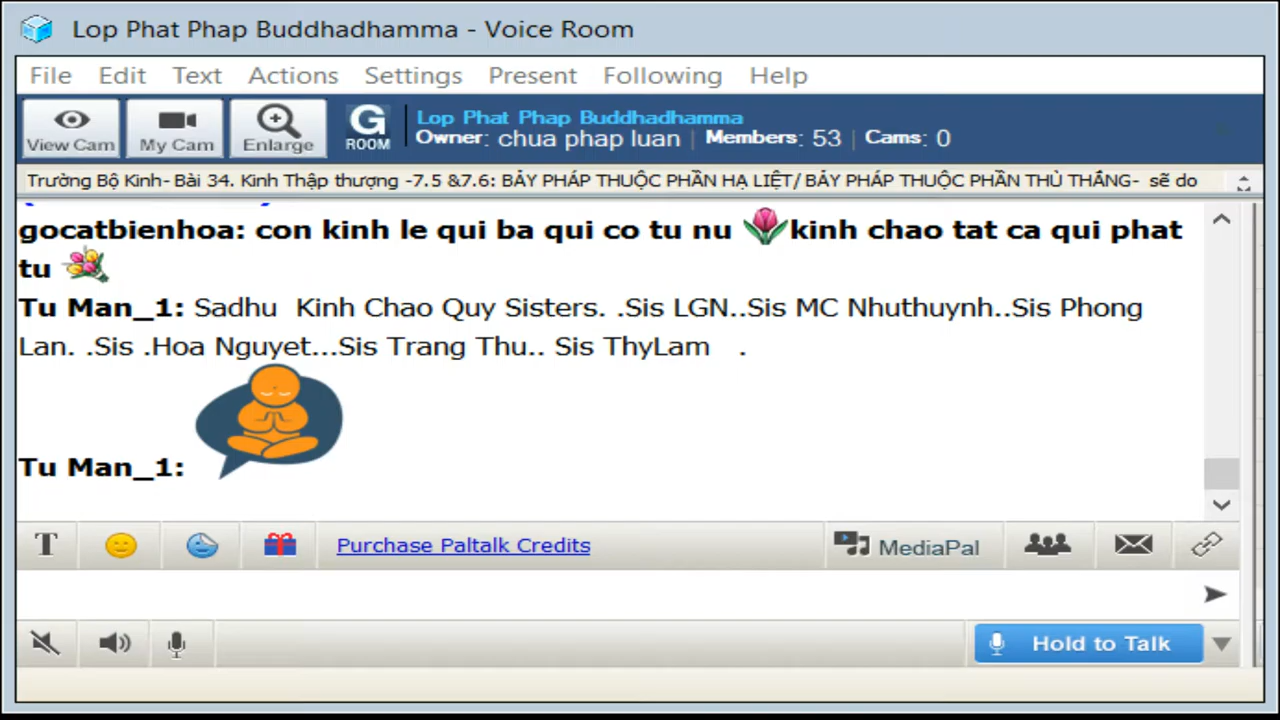 Lop Phat Phap Buddhadhamma - Voice Room
File Edit Text Actions Settings Present Following Help
View Cam My Cam Enlarge G ROOM
Lop Phat Phap Buddhadhamma
Owner: chua phap luan | Members: 53 | Cams: 0
Trường Bộ Kinh- Bài 34. Kinh Thập thượng -7.5 &7.6: BẢY PHÁP THUỘC PHẦN HẠ LIỆT/ BẢY PHÁP THUỘC PHẦN THÙ THẮNG- sẽ do
gocatbienhoa: con kinh le qui ba qui co tu nu kinh chao tat ca qui phat
tu
Tu Man_1: Sadhu Kinh Chao Quy Sisters. .Sis LGN..Sis MC Nhuthuynh..Sis Phong
Lan. .Sis .Hoa Nguyet...Sis Trang Thu.. Sis ThyLam .
Tu Man_1:
T Purchase Paltalk Credits MediaPal
Hold to Talk